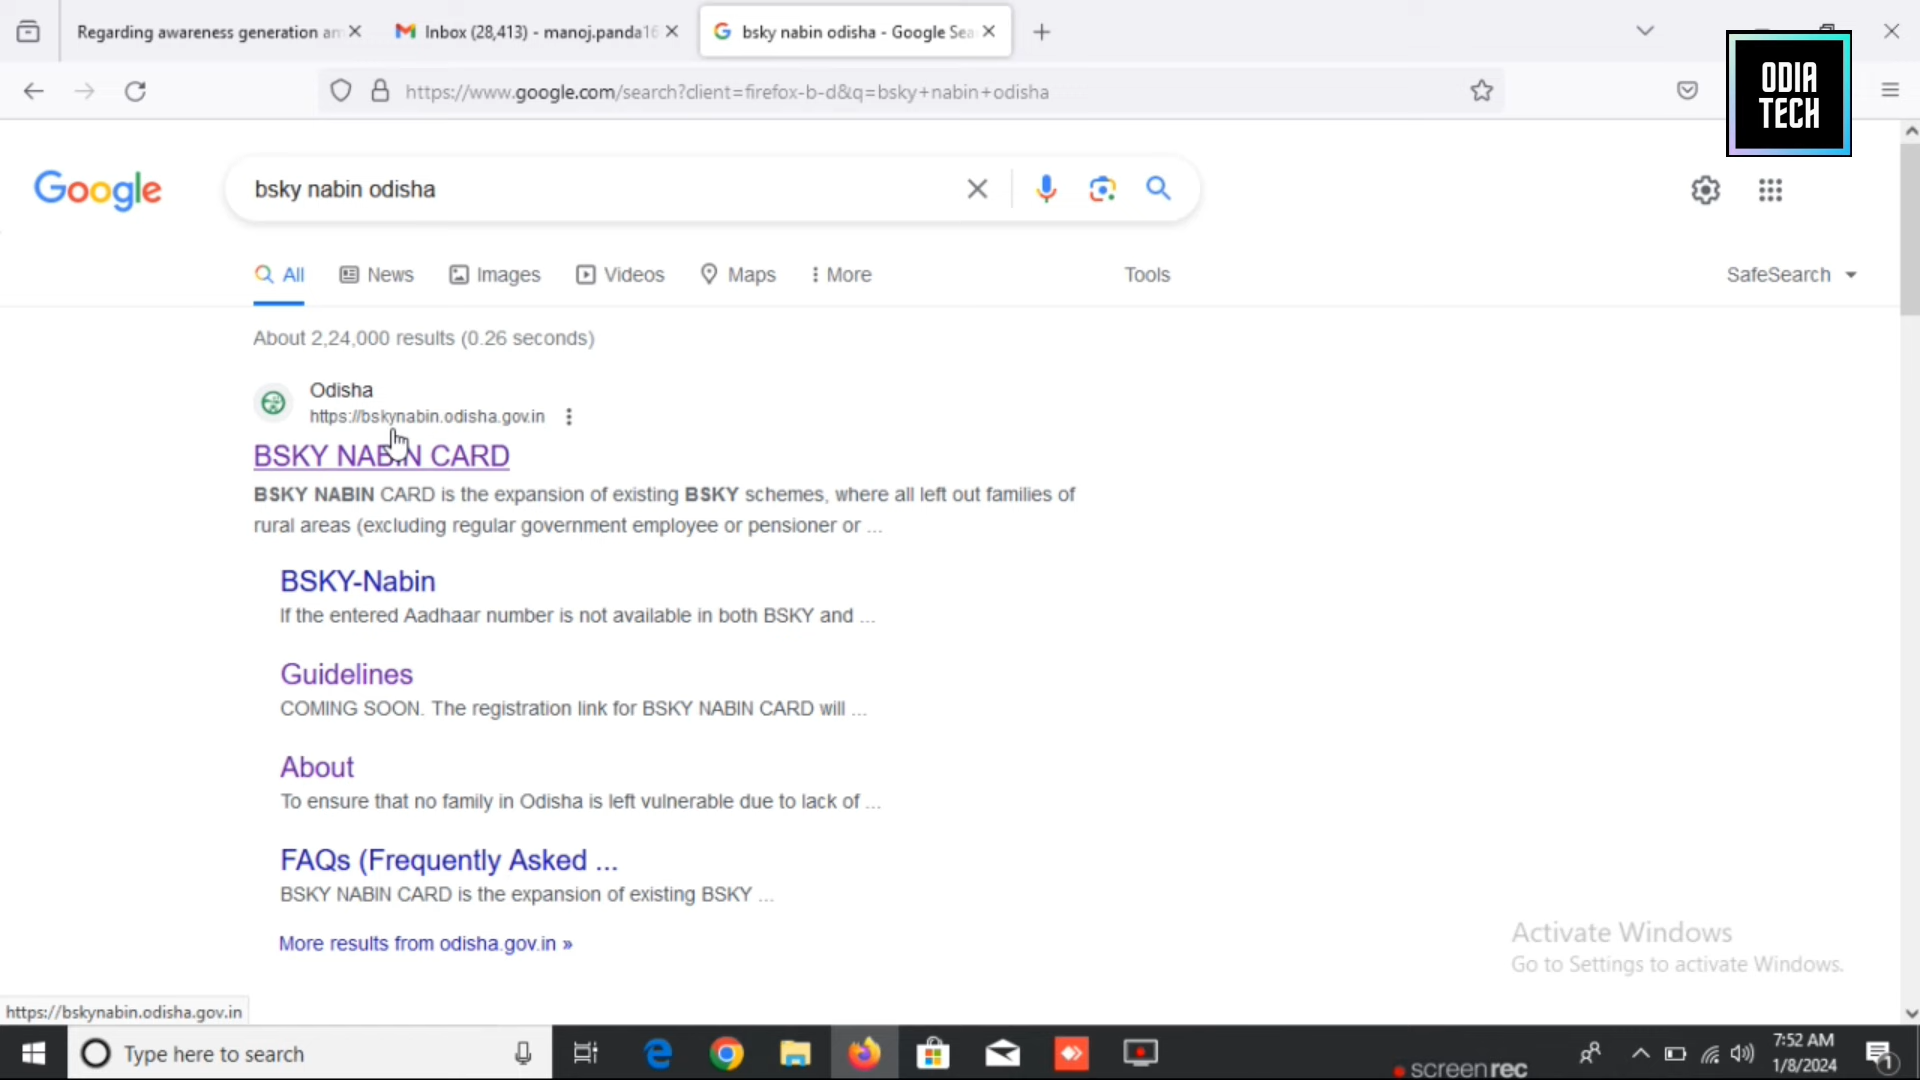 Regarding awareness generation am
Inbox (28,413) - manoj.panda16
bsky nabin odisha - Google Sea
https://www.google.com/search?client=firefox-b-d&q=bsky+nabin+odisha
ODIA
TECH
Google
bsky nabin odisha
All
News
Images
Videos
Maps
More
Tools
SafeSearch
About 2,24,000 results (0.26 seconds)
Odisha
https://bskynabin.odisha.gov.in
BSKY NABIN CARD
BSKY NABIN CARD is the expansion of existing BSKY schemes, where all left out families of
rural areas (excluding regular government employee or pensioner or ...
BSKY-Nabin
If the entered Aadhaar number is not available in both BSKY and ...
Guidelines
COMING SOON. The registration link for BSKY NABIN CARD will ...
About
To ensure that no family in Odisha is left vulnerable due to lack of ...
FAQs (Frequently Asked ...
BSKY NABIN CARD is the expansion of existing BSKY ...
More results from odisha.gov.in »
Activate Windows
Go to Settings to activate Windows.
https://bskynabin.odisha.gov.in
Type here to search
screenrec
7:52 AM
1/8/2024
1